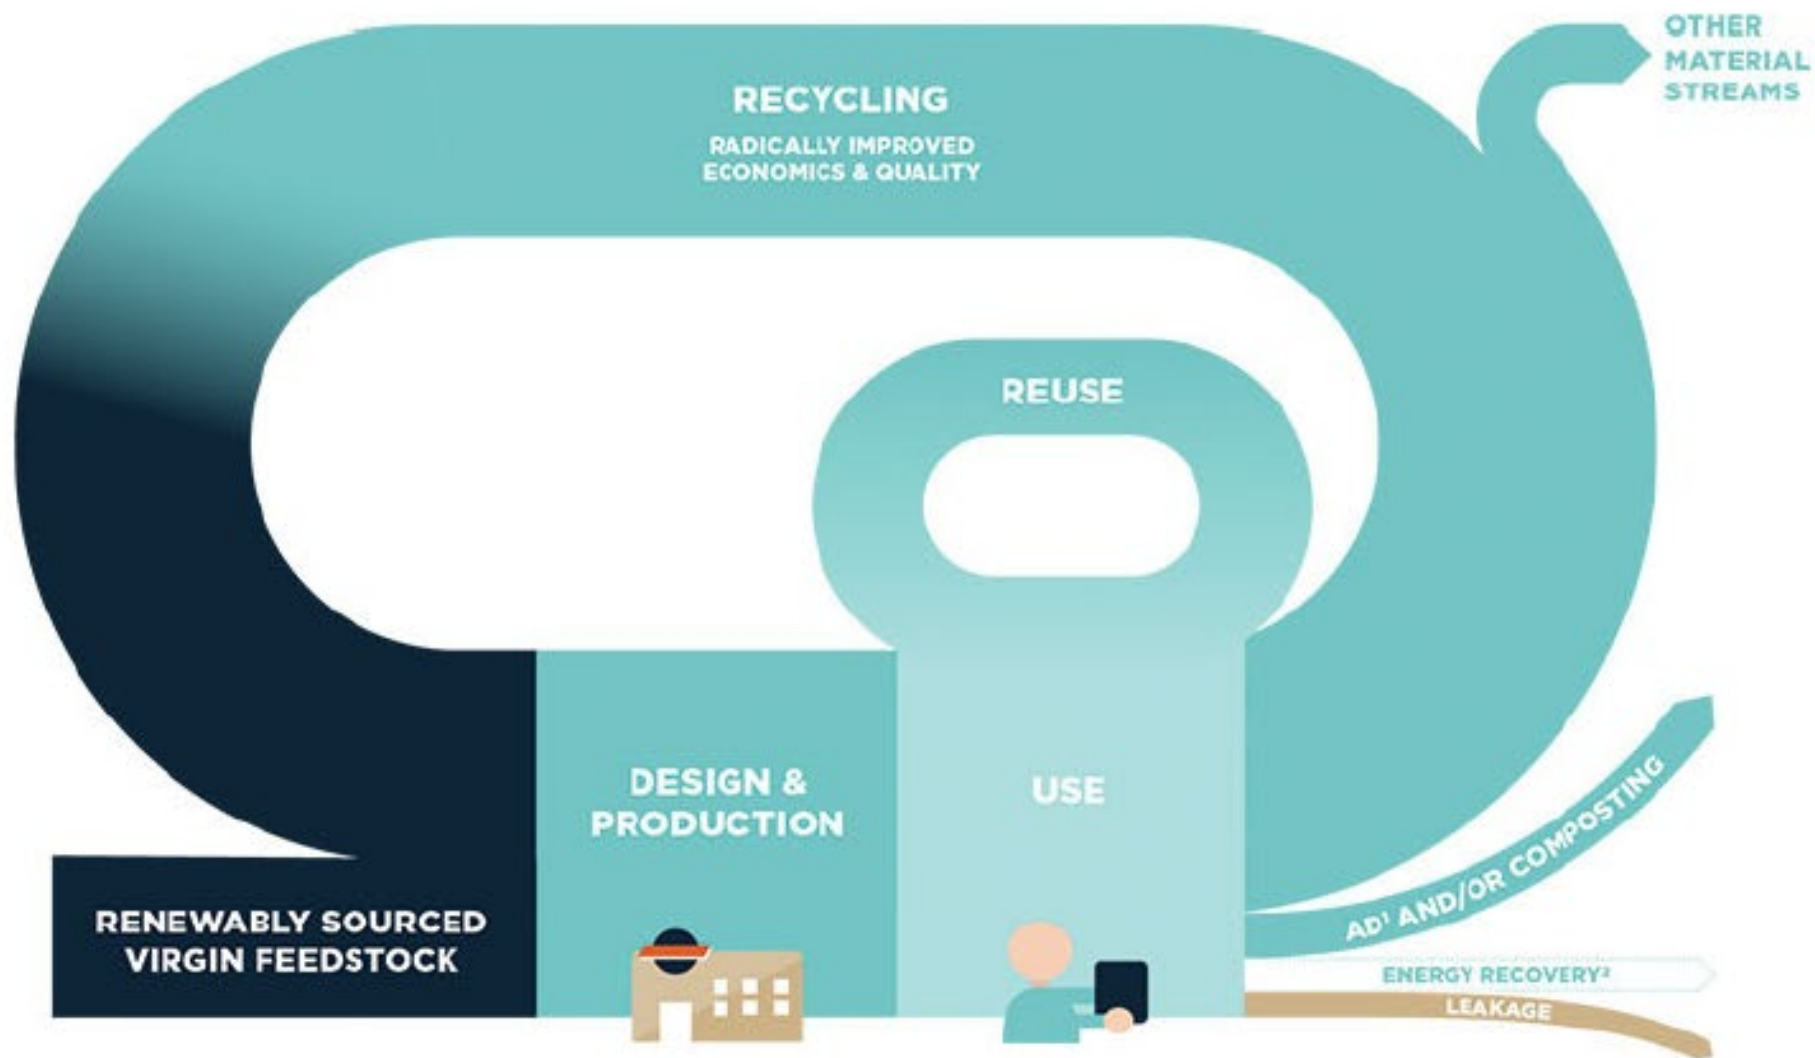 OTHER
MATERIAL
STREAMS
RECYCLING
RADICALLY IMPROVED
ECONOMICS & QUALITY
REUSE
DESIGN &
PRODUCTION
USE
RENEWABLY SOURCED
VIRGIN FEEDSTOCK
AD¹ AND/OR COMPOSTING
ENERGY RECOVERY²
LEAKAGE